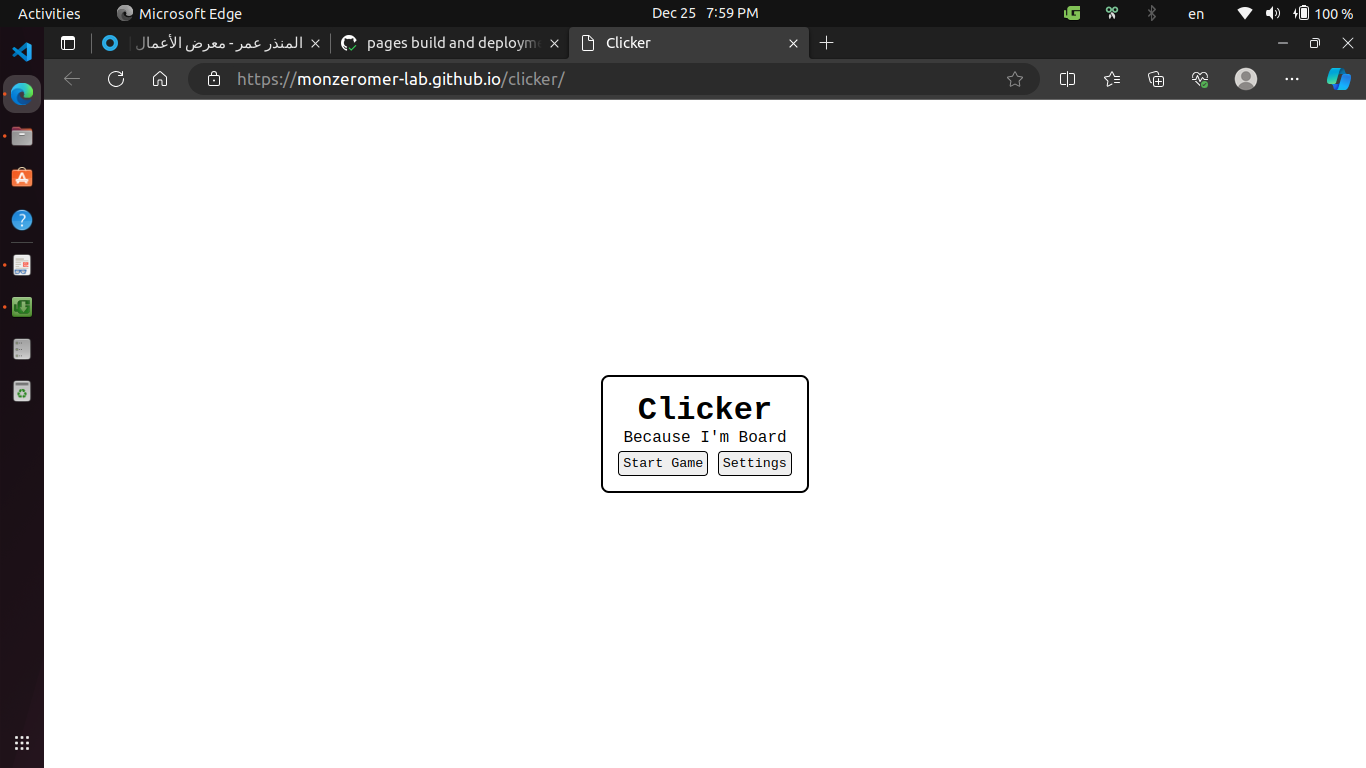 Activities
Microsoft Edge
Dec 25 7:59 PM
en
100 %
المنذر عمر - معرض الأعمال
pages build and deployme
Clicker
https://monzeromer-lab.github.io/clicker/
Clicker
Because I'm Board
Start Game
Settings